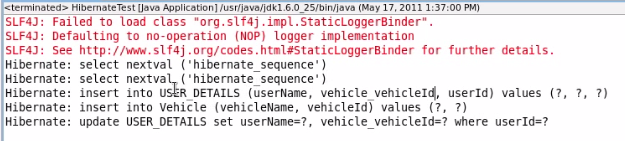 <terminated> HibernateTest [Java Application] /usr/java/jdk1.6.0_25/bin/java (May 17, 2011 1:37:00 PM)
SLF4J: Failed to load class "org.slf4j.impl.StaticLoggerBinder".
SLF4J: Defaulting to no-operation (NOP) logger implementation
SLF4J: See http://www.slf4j.org/codes.html#StaticLoggerBinder for further details.
Hibernate: select nextval ('hibernate_sequence')
Hibernate: select nextval ('hibernate_sequence')
Hibernate: insert into USER_DETAILS (userName, vehicle_vehicleId, userId) values (?, ?, ?)
Hibernate: insert into Vehicle (vehicleName, vehicleId) values (?, ?)
Hibernate: update USER_DETAILS set userName=?, vehicle_vehicleId=? where userId=?